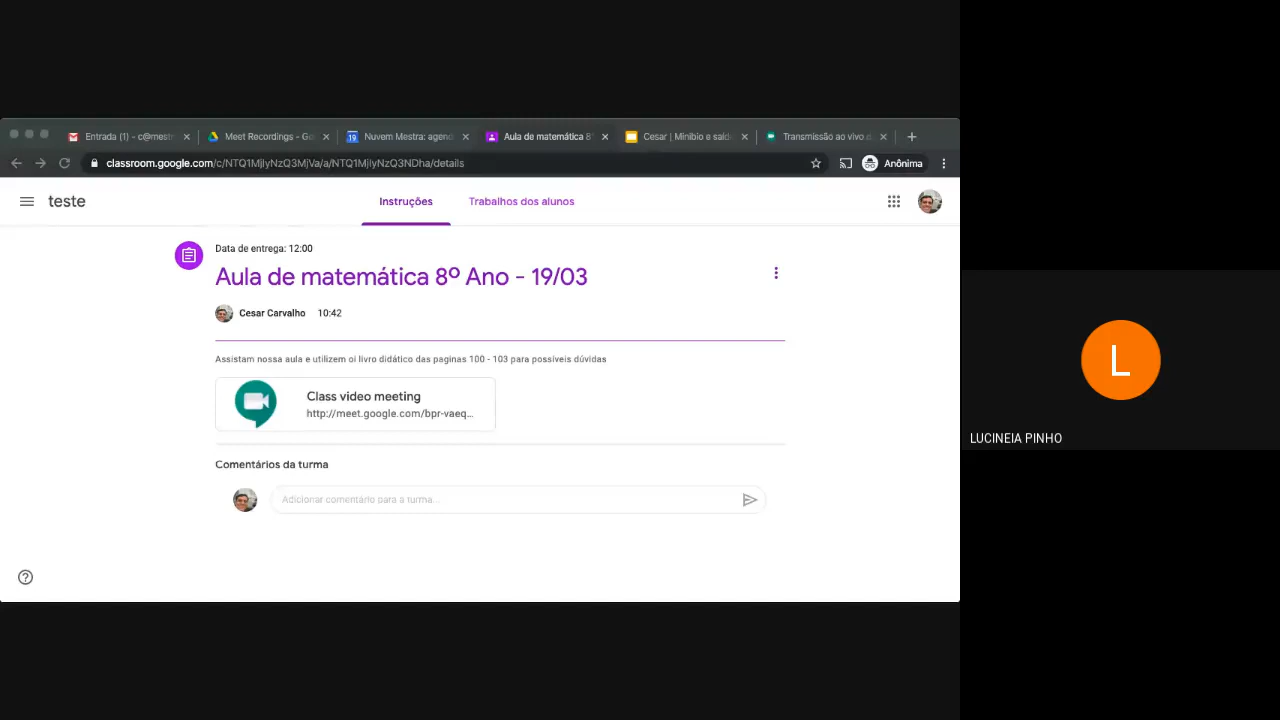 Entrada (1) - c@mestr
Meet Recordings - Go
19
Nuvem Mestra: agend
Aula de matemática 8º
Cesar | Minibio e saíd
Transmissão ao vivo d
classroom.google.com/c/NTQ1MjIyNzQ3MjVa/a/NTQ1MjIyNzQ3NDha/details
Anônima
teste
Instruções
Trabalhos dos alunos
Data de entrega: 12:00
Aula de matemática 8º Ano - 19/03
Cesar Carvalho 10:42
Assistam nossa aula e utilizem oi livro didático das paginas 100 - 103 para possíveis dúvidas
Class video meeting
http://meet.google.com/bpr-vaeq...
Comentários da turma
Adicionar comentário para a turma...
L
LUCINEIA PINHO